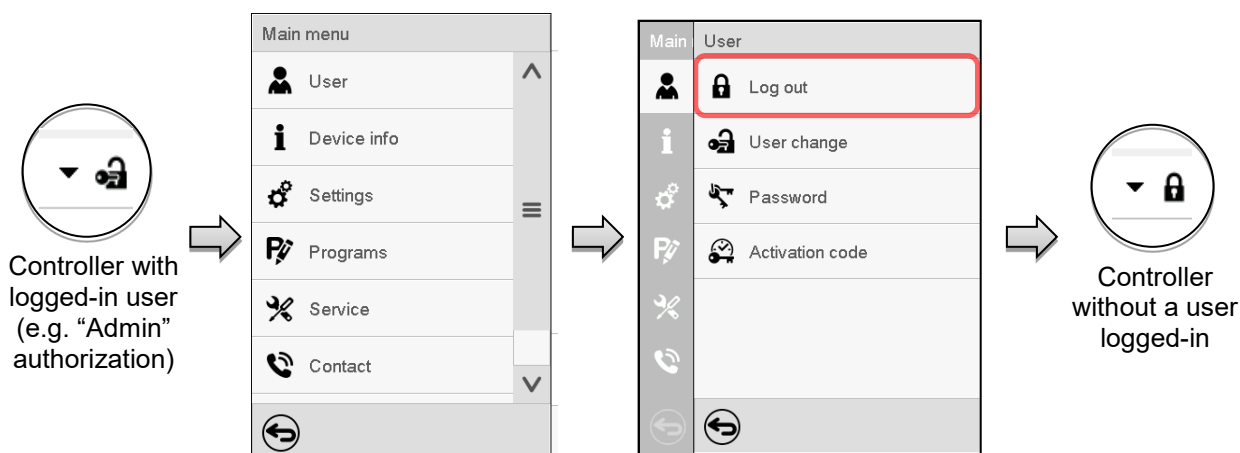 Controller with
logged-in user
(e.g. “Admin”
authorization)
Main menu
User
Device info
Settings
Programs
Service
Contact
Main
User
Log out
User change
Password
Activation code
Controller
without a user
logged-in